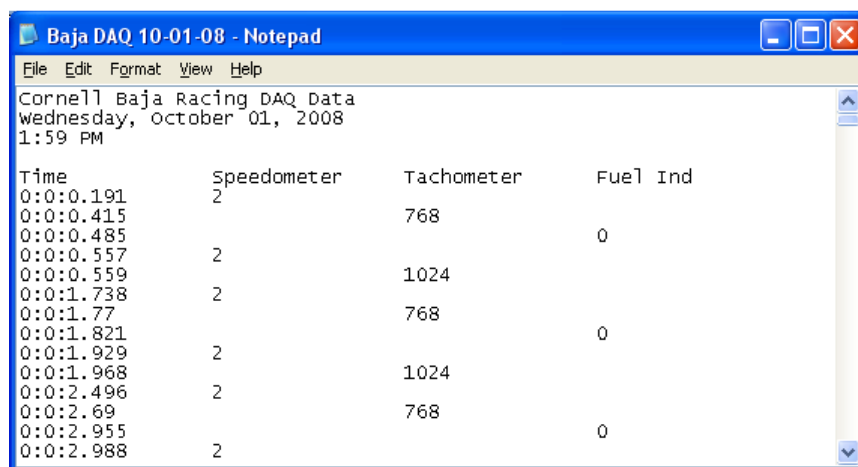 Baja DAQ 10-01-08 - Notepad
File Edit Format View Help
Cornell Baja Racing DAQ Data
Wednesday, October 01, 2008
1:59 PM
Time Speedometer Tachometer Fuel Ind
0:0:0.191 2
0:0:0.415 768
0:0:0.485 0
0:0:0.557 2
0:0:0.559 1024
0:0:1.738 2
0:0:1.77 768
0:0:1.821 0
0:0:1.929 2
0:0:1.968 1024
0:0:2.496 2
0:0:2.69 768
0:0:2.955 0
0:0:2.988 2